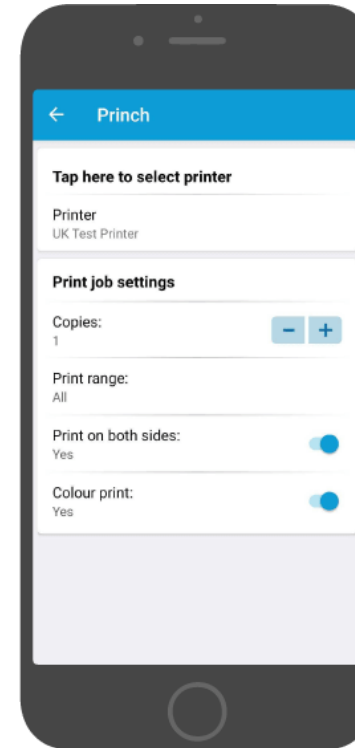 Princh
Tap here to select printer
Printer
UK Test Printer
Print job settings
Copies:
1
Print range:
All
Print on both sides:
Yes
Colour print:
Yes